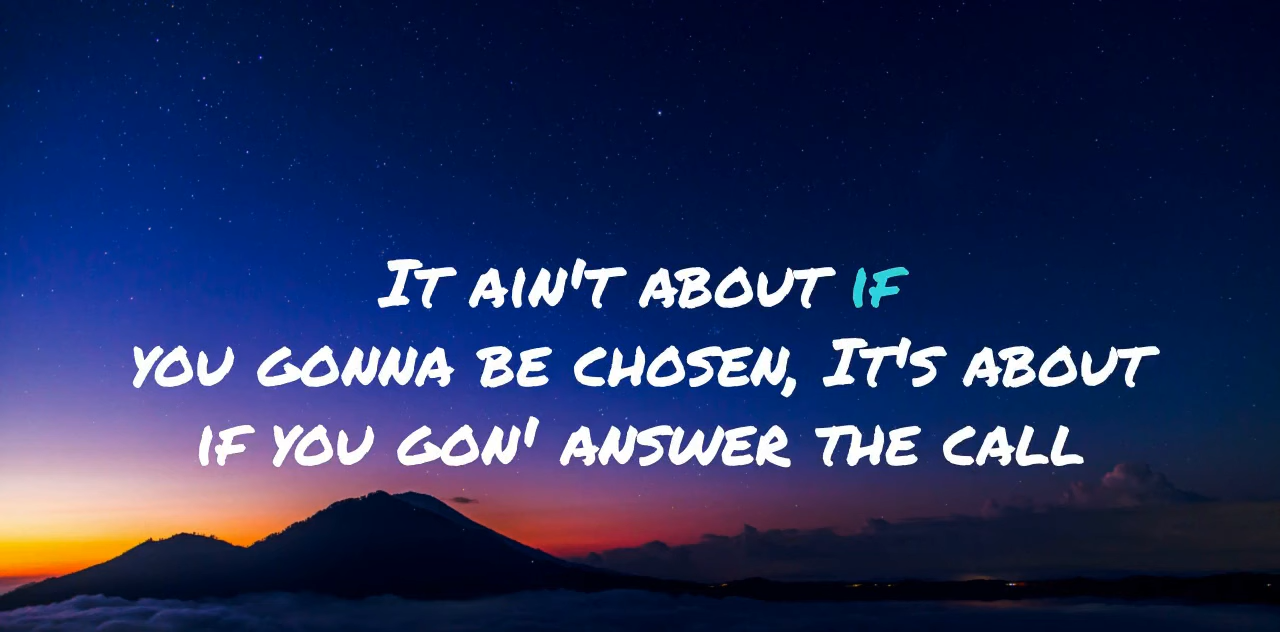 It ain't about if
you gonna be chosen, It's about
if you gon' answer the call